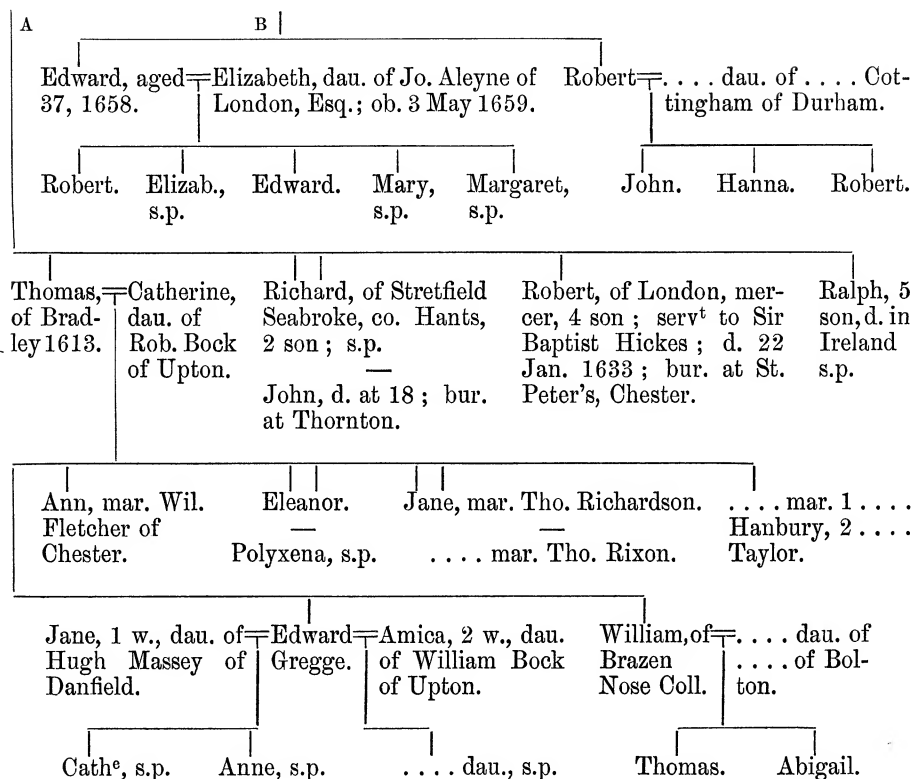 A B
Edward, aged Elizabeth, dau. of Jo. Aleyne of Robert . . . . dau. of . . . . Cot-
37, 1658. London, Esq.; ob. 3 May 1659. tingham of Durham.
Robert. Elizab., Edward. Mary, Margaret, John. Hanna. Robert.
s.p. s.p. s.p.
Thomas, Catherine, Richard, of Stretfield Robert, of London, mer- Ralph, 5
of Brad- dau. of Seabroke, co. Hants, cer, 4 son ; servᵗ to Sir son, d. in
ley 1613. Rob. Bock 2 son ; s.p. Baptist Hickes ; d. 22 Ireland
of Upton. — Jan. 1633 ; bur. at St. s.p.
John, d. at 18 ; bur. Peter's, Chester.
at Thornton.
Ann, mar. Wil. Eleanor. Jane, mar. Tho. Richardson. . . . . mar. 1 . . . .
Fletcher of — — Hanbury, 2 . . . .
Chester. Polyxena, s.p. . . . . mar. Tho. Rixon. Taylor.
Jane, 1 w., dau. of Edward Amica, 2 w., dau. William, of . . . . dau. of
Hugh Massey of Gregge. of William Bock Brazen . . . . of Bol-
Danfield. of Upton. Nose Coll. ton.
Cathᵉ, s.p. Anne, s.p. . . . . dau., s.p. Thomas. Abigail.